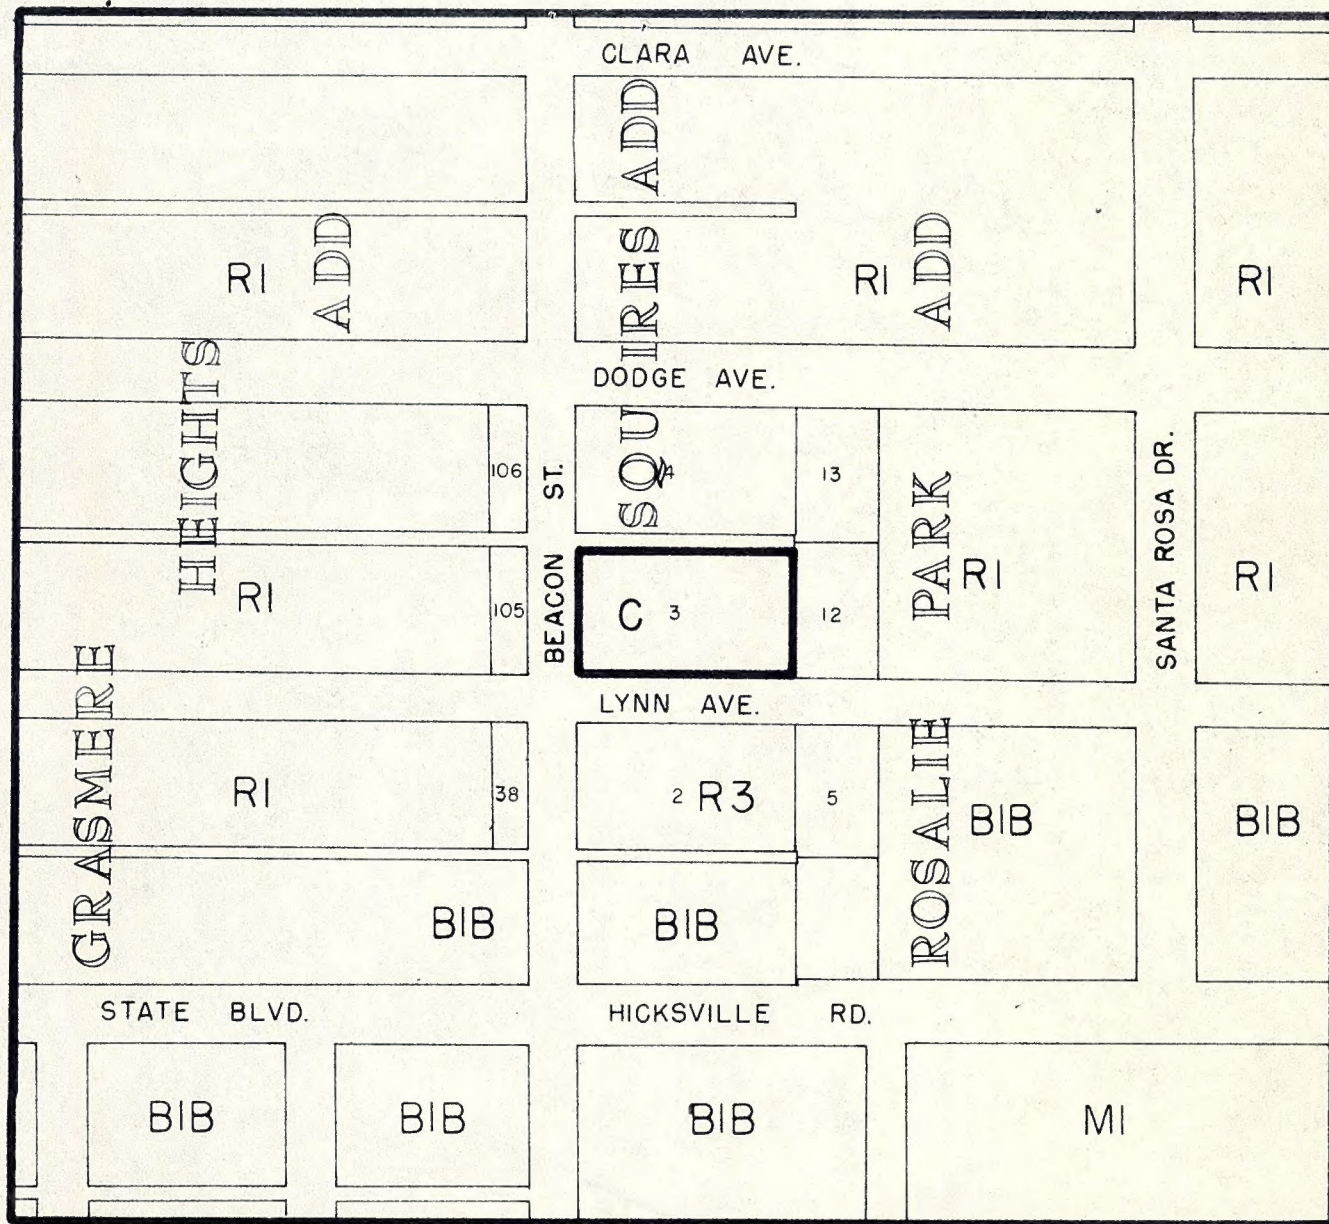 CLARA AVE.
GRASMERE HEIGHTS ADD
SQUIRES ADD
ROSALIE PARK ADD
RI
RI
RI
DODGE AVE.
106
4
13
BEACON ST.
SANTA ROSA DR.
RI
105
C 3
12
RI
RI
LYNN AVE.
RI
38
2 R3
5
BIB
BIB
BIB
BIB
STATE BLVD.
HICKSVILLE RD.
BIB
BIB
BIB
MI